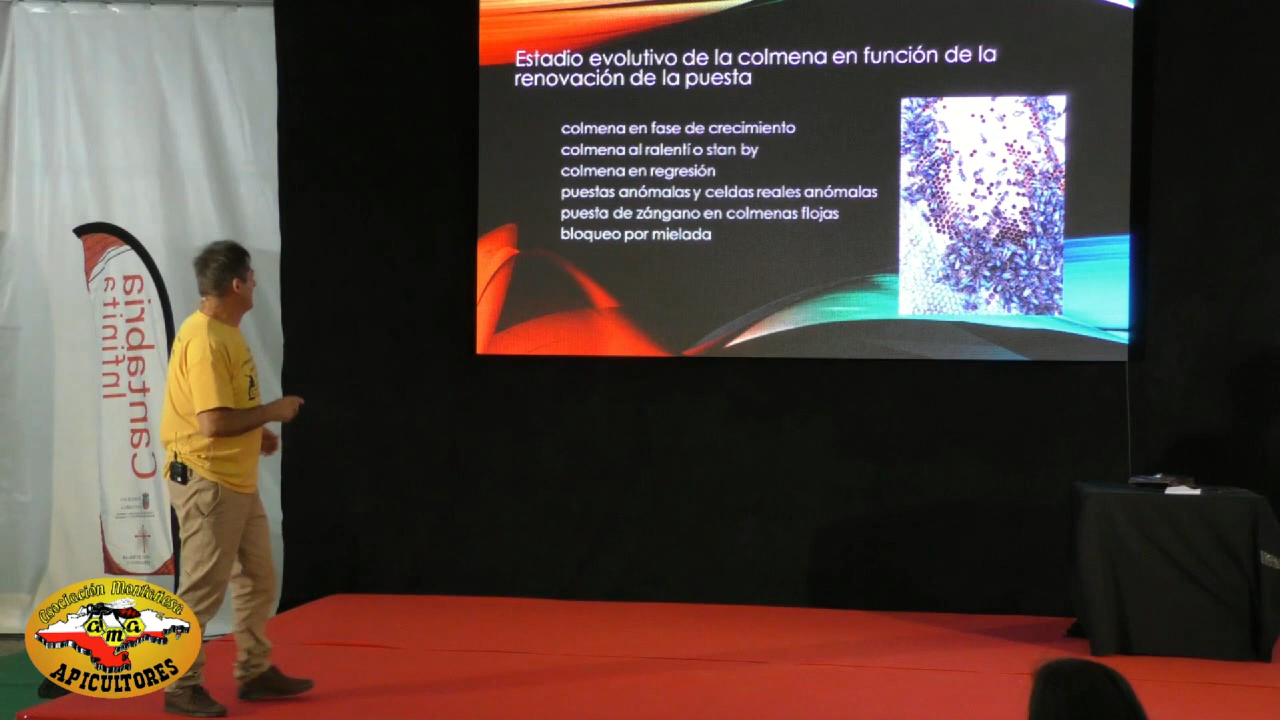 Estadio evolutivo de la colmena en función de la
renovación de la puesta
colmena en fase de crecimiento
colmena al ralentí o stan by
colmena en regresión
puestas anómalas y celdas reales anómalas
puesta de zángano en colmenas flojas
bloqueo por mielada
Cantabria
Infinita
Asociación Montañesa
ama
APICULTORES